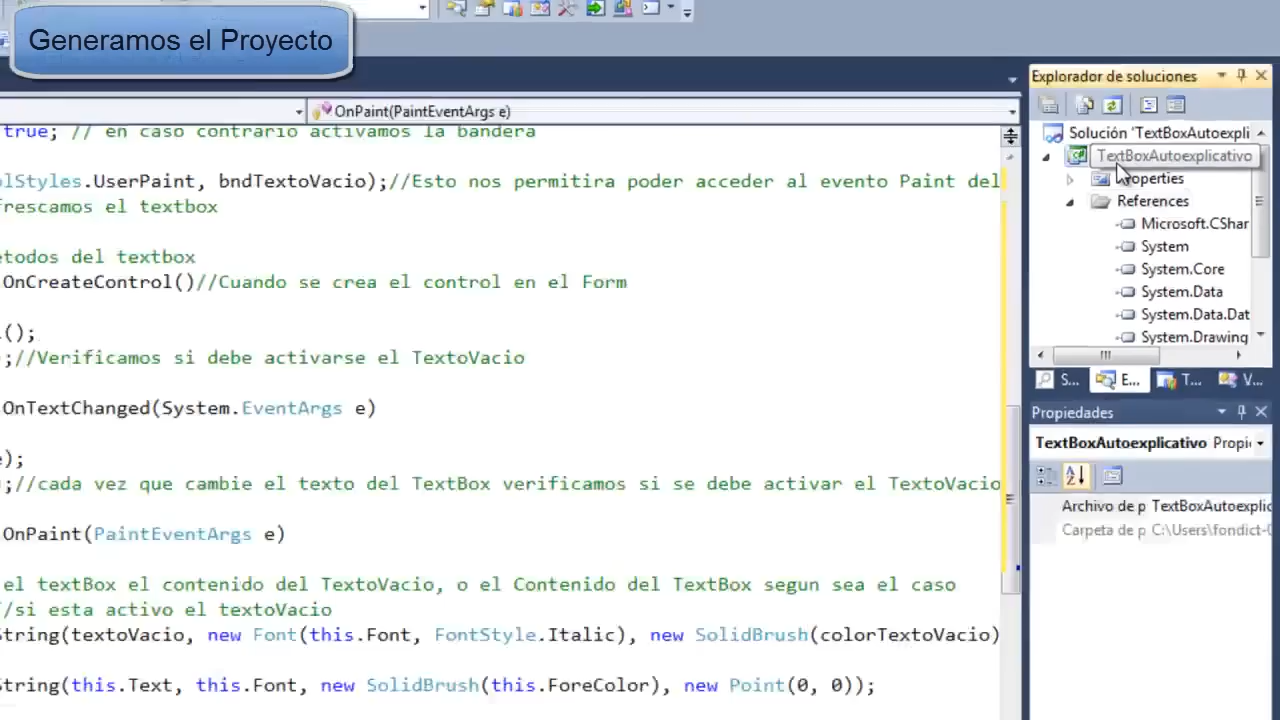 Generamos el Proyecto
OnPaint(PaintEventArgs e)
true; // en caso contrario activamos la bandera
olStyles.UserPaint, bndTextoVacio);//Esto nos permitira poder acceder al evento Paint del
frescamos el textbox
etodos del textbox
OnCreateControl()//Cuando se crea el control en el Form
l();
;//Verificamos si debe activarse el TextoVacio
OnTextChanged(System.EventArgs e)
e);
;//cada vez que cambie el texto del TextBox verificamos si se debe activar el TextoVacio
OnPaint(PaintEventArgs e)
el textBox el contenido del TextoVacio, o el Contenido del TextBox segun sea el caso
//si esta activo el textoVacio
String(textoVacio, new Font(this.Font, FontStyle.Italic), new SolidBrush(colorTextoVacio)
String(this.Text, this.Font, new SolidBrush(this.ForeColor), new Point(0, 0));
Explorador de soluciones
Solución 'TextBoxAutoexpli
TextBoxAutoexplicativo
Properties
References
Microsoft.CShar
System
System.Core
System.Data
System.Data.Dat
System.Drawing
S... E... T... V...
Propiedades
TextBoxAutoexplicativo Propi
Archivo de p TextBoxAutoexplic
Carpeta de p C:\Users\fondict-